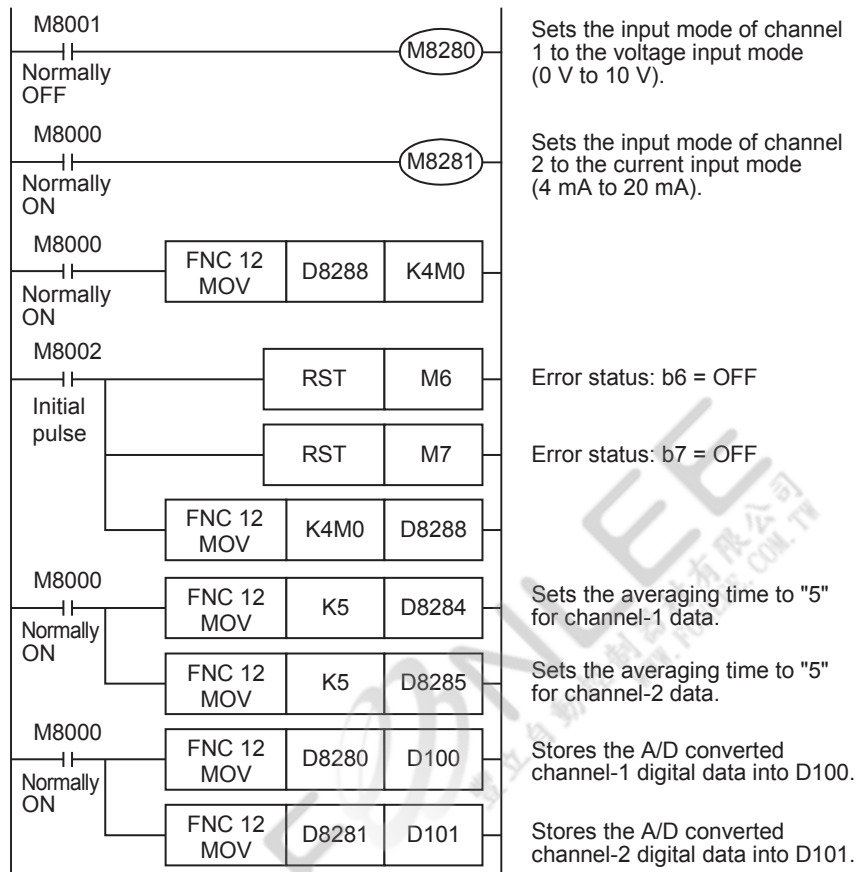 M8001
M8280
Normally
OFF
Sets the input mode of channel
1 to the voltage input mode
(0 V to 10 V).
M8000
M8281
Normally
ON
Sets the input mode of channel
2 to the current input mode
(4 mA to 20 mA).
M8000
Normally
ON
FNC 12
MOV
D8288
K4M0
M8002
Initial
pulse
RST
M6
Error status: b6 = OFF
RST
M7
Error status: b7 = OFF
FNC 12
MOV
K4M0
D8288
M8000
Normally
ON
FNC 12
MOV
K5
D8284
Sets the averaging time to "5"
for channel-1 data.
FNC 12
MOV
K5
D8285
Sets the averaging time to "5"
for channel-2 data.
M8000
Normally
ON
FNC 12
MOV
D8280
D100
Stores the A/D converted
channel-1 digital data into D100.
FNC 12
MOV
D8281
D101
Stores the A/D converted
channel-2 digital data into D101.